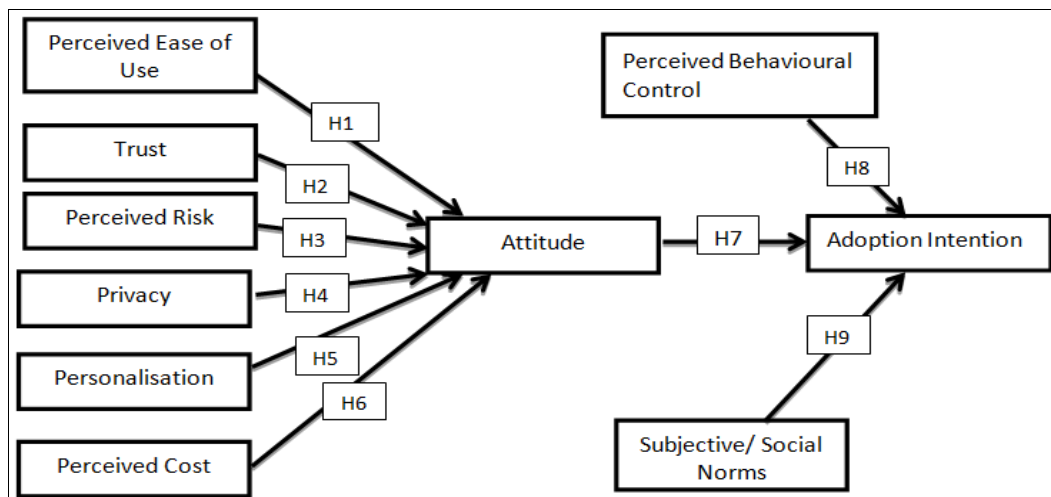 Perceived Ease of
Use
H1
Trust
H2
Perceived Risk
H3
Privacy
H4
Personalisation
H5
Perceived Cost
H6
Attitude
H7
Perceived Behavioural
Control
H8
Adoption Intention
H9
Subjective/ Social
Norms